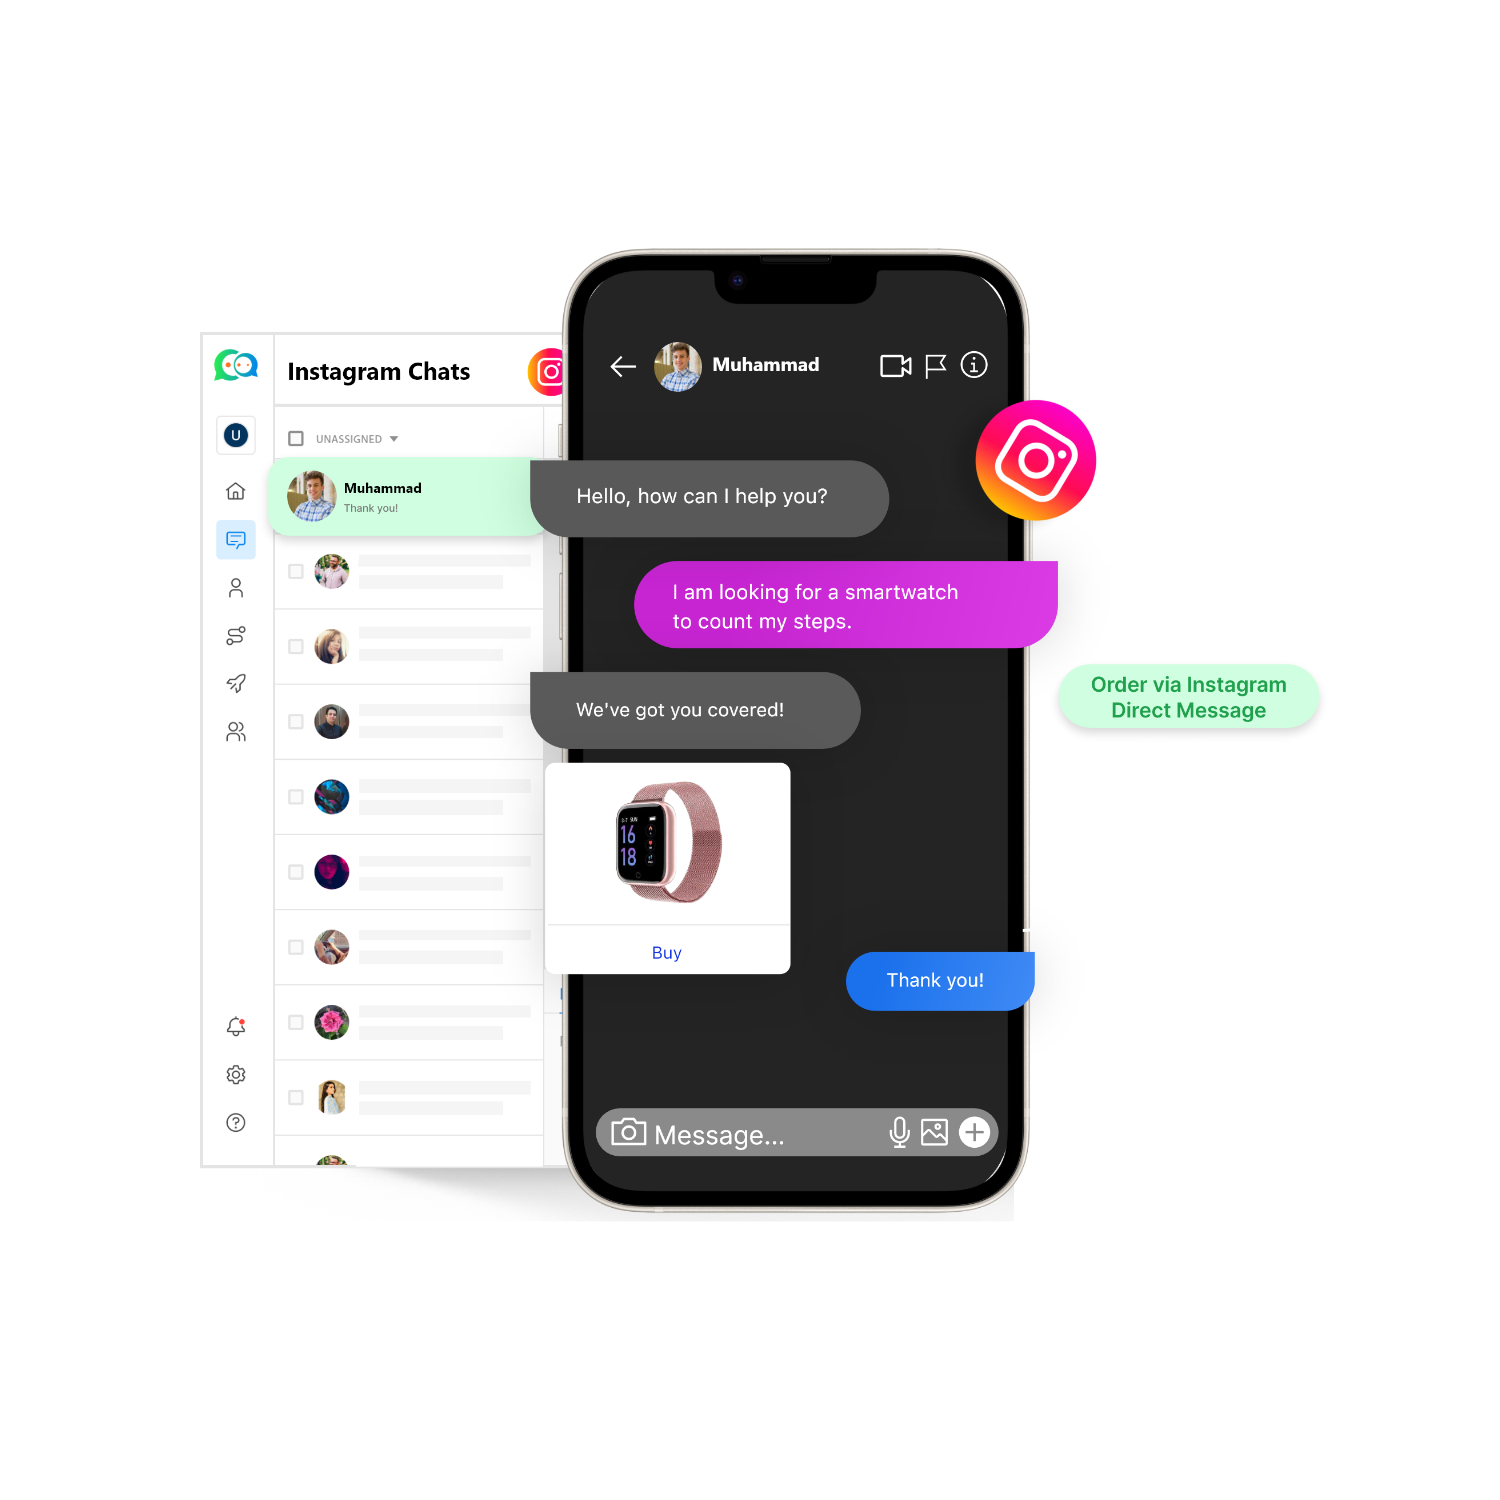 Instagram Chats
U
UNASSIGNED
Muhammad
Thank you!
Muhammad
Hello, how can I help you?
I am looking for a smartwatch
to count my steps.
We've got you covered!
16
18
Buy
Thank you!
Message...
Order via Instagram
Direct Message